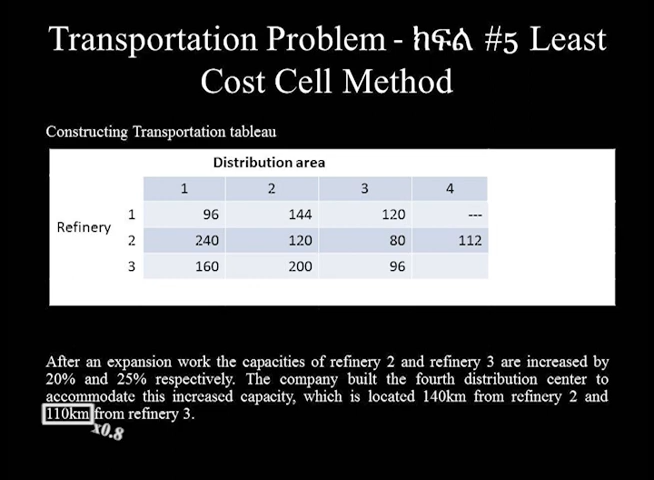 Transportation Problem - ክፍል #5 Least
Cost Cell Method
Constructing Transportation tableau
Distribution area
1 2 3 4
Refinery
1 96 144 120 ---
2 240 120 80 112
3 160 200 96
After an expansion work the capacities of refinery 2 and refinery 3 are increased by
20% and 25% respectively. The company built the fourth distribution center to
accommodate this increased capacity, which is located 140km from refinery 2 and
110km from refinery 3.
x0.8